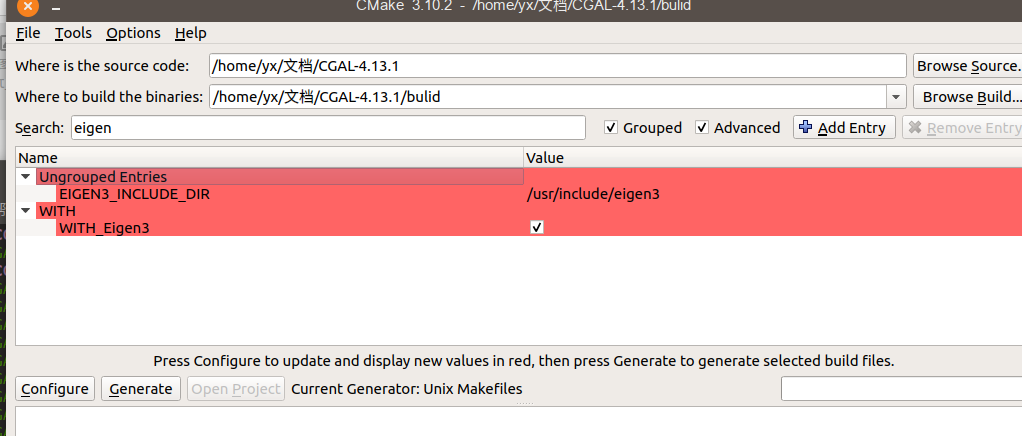 CMake 3.10.2 - /home/yx/文档/CGAL-4.13.1/bulid
File Tools Options Help
Where is the source code: /home/yx/文档/CGAL-4.13.1 Browse Source...
Where to build the binaries: /home/yx/文档/CGAL-4.13.1/bulid Browse Build...
Search: eigen Grouped Advanced Add Entry Remove Entry
Name Value
Ungrouped Entries
EIGEN3_INCLUDE_DIR /usr/include/eigen3
WITH
WITH_Eigen3
Press Configure to update and display new values in red, then press Generate to generate selected build files.
Configure Generate Open Project Current Generator: Unix Makefiles